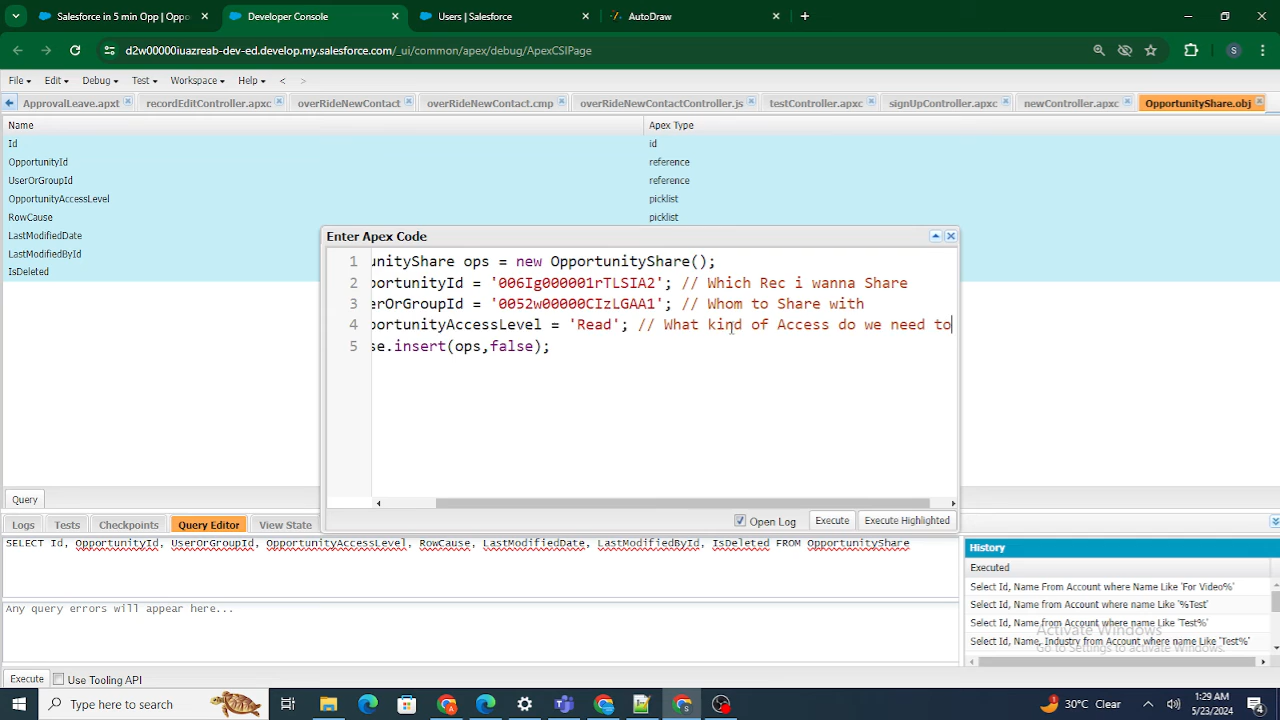 Salesforce in 5 min Opp | Oppo
Developer Console
Users | Salesforce
AutoDraw
d2w00000iuazreab-dev-ed.develop.my.salesforce.com/_ui/common/apex/debug/ApexCSIPage
S
File Edit Debug Test Workspace Help < >
ApprovalLeave.apxt
recordEditController.apxc
overRideNewContact
overRideNewContact.cmp
overRideNewContactController.js
testController.apxc
signUpController.apxc
newController.apxc
OpportunityShare.obj
Name Apex Type
Id id
OpportunityId reference
UserOrGroupId reference
OpportunityAccessLevel picklist
RowCause picklist
LastModifiedDate
LastModifiedById
IsDeleted
Enter Apex Code
1 unityShare ops = new OpportunityShare();
2 portunityId = '006Ig000001rTLSIA2'; // Which Rec i wanna Share
3 erOrGroupId = '0052w00000CIzLGAA1'; // Whom to Share with
4 portunityAccessLevel = 'Read'; // What kind of Access do we need to
5 se.insert(ops,false);
Open Log Execute Execute Highlighted
Query
Logs Tests Checkpoints Query Editor View State
SELECT Id, OpportunityId, UserOrGroupId, OpportunityAccessLevel, RowCause, LastModifiedDate, LastModifiedById, IsDeleted FROM OpportunityShare
Any query errors will appear here...
History
Executed
Select Id, Name From Account where Name Like 'For Video%'
Select Id, Name from Account where name Like '%Test'
Select Id, Name from Account where name Like 'Test%'
Select Id, Name, Industry from Account where name Like 'Test%'
Activate Windows
Go to Settings to activate Windows.
Execute Use Tooling API
Type here to search
30°C Clear
1:29 AM
5/23/2024
4